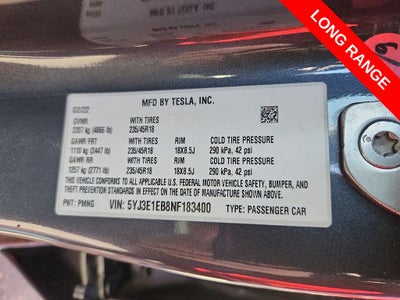 LONG RANGE
MFD BY TESLA, INC.
02/22
GVWR WITH TIRES
2207 kg (4866 lb) 235/45R18
GAWR FRT WITH TIRES RIM COLD TIRE PRESSURE
1110 kg (2447 lb) 235/45R18 18X8.5J 290 kPa, 42 psi
GAWR RR WITH TIRES RIM COLD TIRE PRESSURE
1257 kg (2771 lb) 235/45R18 18X8.5J 290 kPa, 42 psi
THIS VEHICLE CONFORMS TO ALL APPLICABLE U.S. FEDERAL MOTOR VEHICLE SAFETY, BUMPER, AND
THEFT PREVENTION STANDARDS IN EFFECT ON THE DATE OF MANUFACTURE SHOWN ABOVE.
PNT: PMNG VIN: 5YJ3E1EB8NF183400 TYPE: PASSENGER CAR